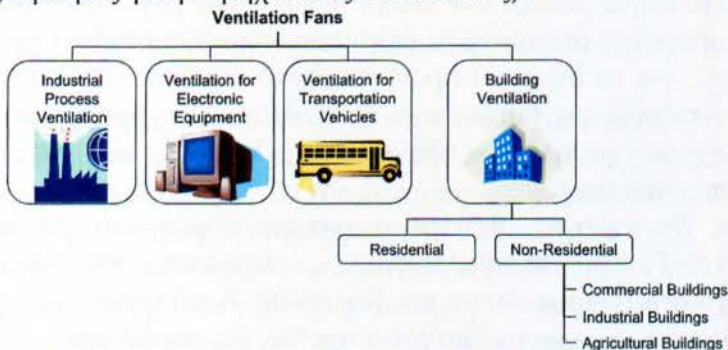 Ventilation Fans
Industrial
Process
Ventilation
Ventilation for
Electronic
Equipment
Ventilation for
Transportation
Vehicles
Building
Ventilation
Residential
Non-Residential
Commercial Buildings
Industrial Buildings
Agricultural Buildings